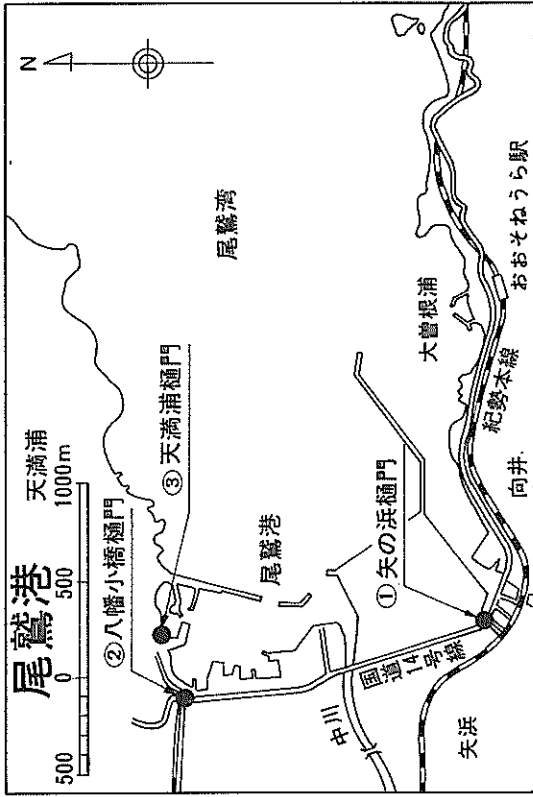 尾鷲港
500 0 500 1000m
N
天満浦
②八幡小橋樋門
③天満浦樋門
尾鷲湾
尾鷲港
①矢の浜樋門
大曽根浦
国道14号線
中川
矢浜
向井
紀勢本線
おおそねうら駅